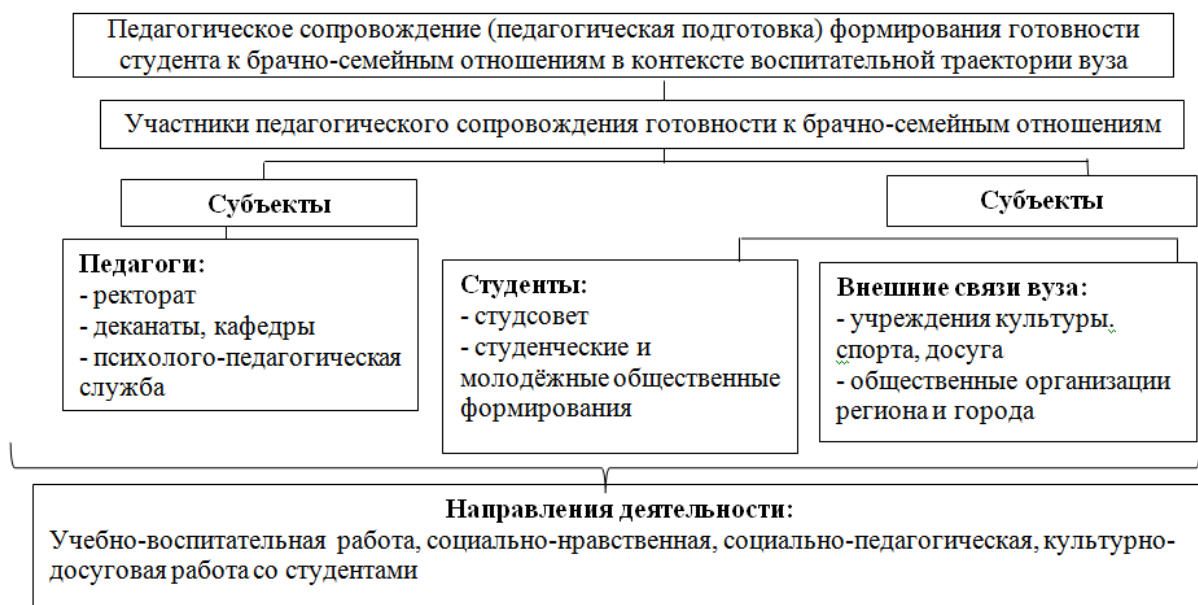 Педагогическое сопровождение (педагогическая подготовка) формирования готовности
студента к брачно-семейным отношениям в контексте воспитательной траектории вуза
Участники педагогического сопровождения готовности к брачно-семейным отношениям
Субъекты
Субъекты
Педагоги:
- ректорат
- деканаты, кафедры
- психолого-педагогическая
служба
Студенты:
- студсовет
- студенческие и
молодёжные общественные
формирования
Внешние связи вуза:
- учреждения культуры.
спорта, досуга
- общественные организации
региона и города
Направления деятельности:
Учебно-воспитательная работа, социально-нравственная, социально-педагогическая, культурно-
досуговая работа со студентами